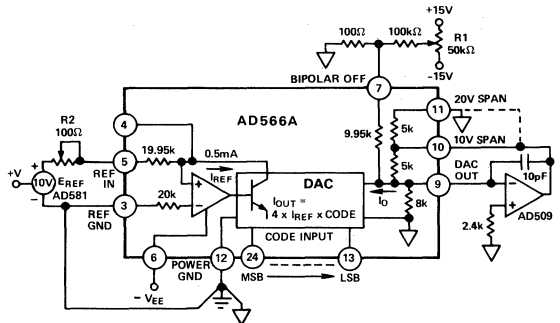 +15V
100Ω
100kΩ
R1
50kΩ
-15V
7
BIPOLAR OFF
11
20V SPAN
AD566A
4
9.95k
5k
10
10V SPAN
R2
100Ω
19.95k
0.5mA
5k
+V
+
10V
EREF
AD581
−
5
REF
IN
IREF
DAC
9
DAC
OUT
10pF
+
−
IOUT =
4 x IREF x CODE
IO
8k
−
+
AD509
3
REF
GND
20k
CODE INPUT
2.4k
6
POWER
GND
12
24
13
MSB
LSB
- VEE